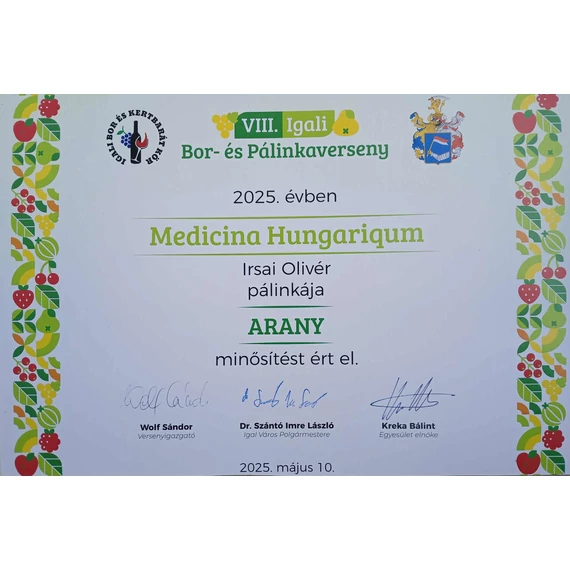 IGALI BOR ÉS KERTBARÁT KÖR
VIII. Igali
Bor- és Pálinkaverseny
2025. évben
Medicina Hungariqum
Irsai Olivér
pálinkája
ARANY
minősítést ért el.
Wolf Sándor
Versenyigazgató
Dr. Szántó Imre László
Igal Város Polgármestere
Kreka Bálint
Egyesület elnöke
2025. május 10.